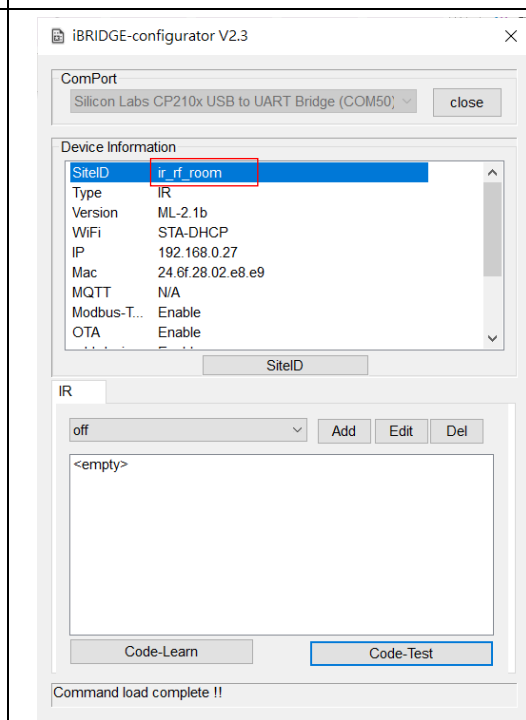 iBRIDGE-configurator V2.3
ComPort
Silicon Labs CP210x USB to UART Bridge (COM50) close
Device Information
SiteID ir_rf_room
Type IR
Version ML-2.1b
WiFi STA-DHCP
IP 192.168.0.27
Mac 24.6f.28.02.e8.e9
MQTT N/A
Modbus-T... Enable
OTA Enable
SiteID
IR
off Add Edit Del
<empty>
Code-Learn Code-Test
Command load complete !!